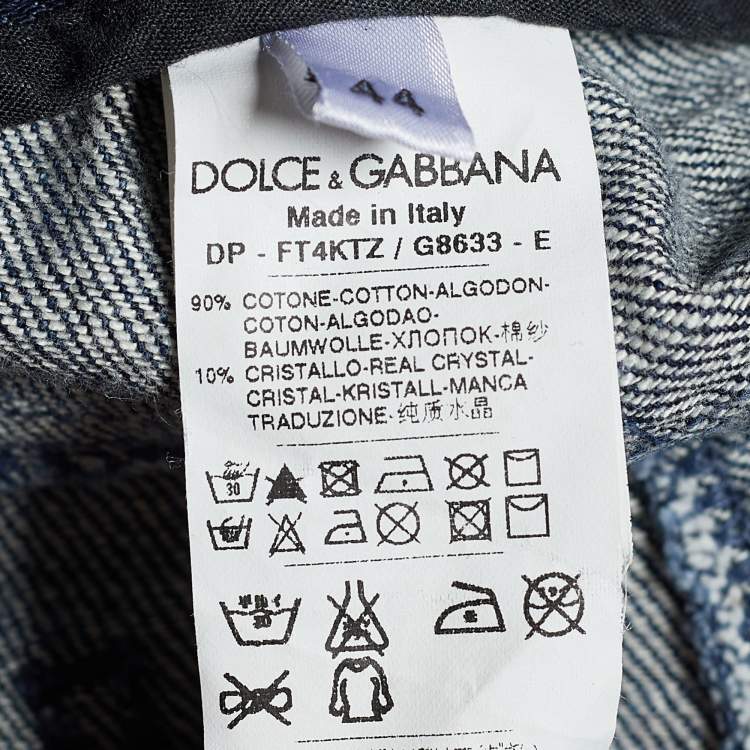 44
DOLCE & GABBANA
Made in Italy
DP - FT4KTZ / G8633 - E
90% COTONE-COTTON-ALGODON-
COTON-ALGODAO-
BAUMWOLLE-ХЛОПОК-棉纱
10% CRISTALLO-REAL CRYSTAL-
CRISTAL-KRISTALL-MANCA
TRADUZIONE-纯质水晶
30
30